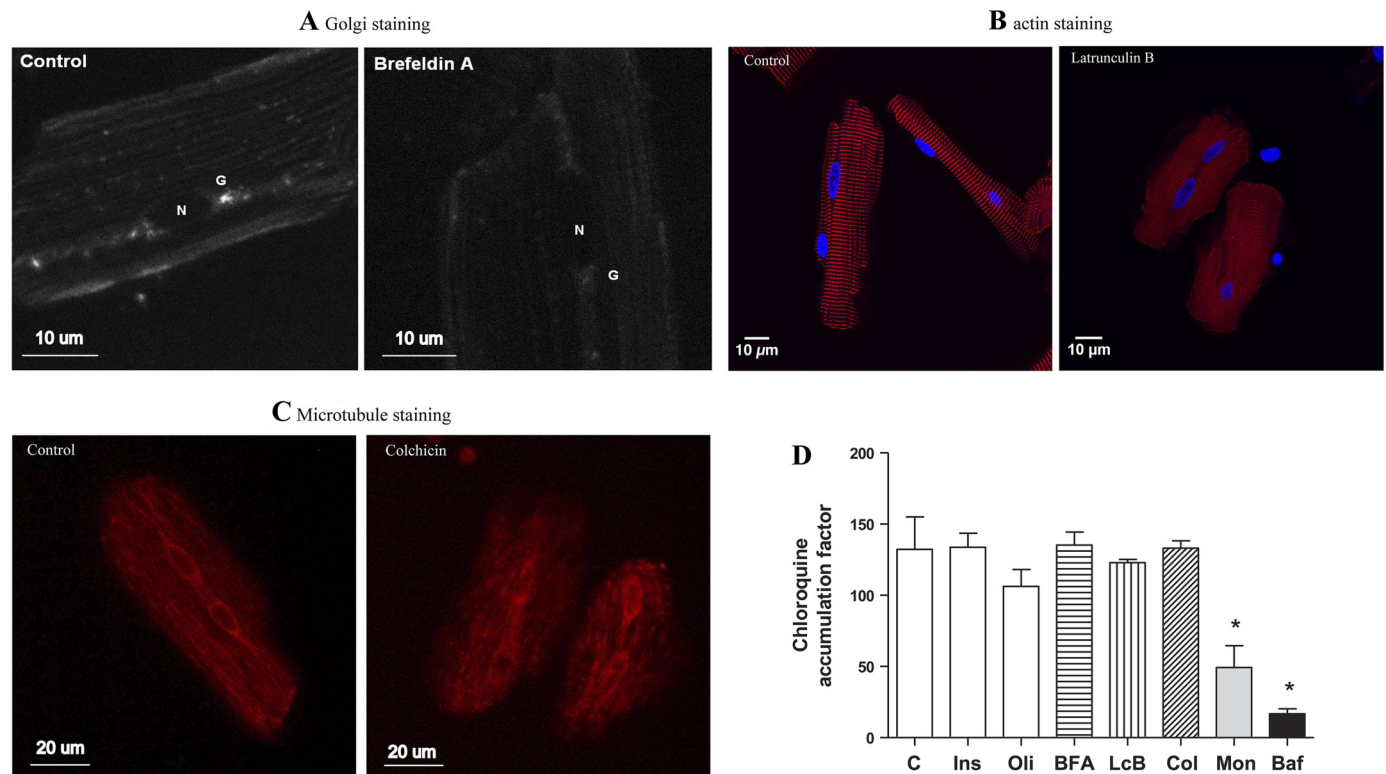 A Golgi staining
Control
G
N
10 um
Brefeldin A
N
G
10 um
B actin staining
Control
10 µm
Latrunculin B
10 µm
C Microtubule staining
Control
20 um
Colchicin
20 um
D
Chloroquine
accumulation factor
200
150
100
50
0
* *
C Ins Oli BFA LcB Col Mon Baf